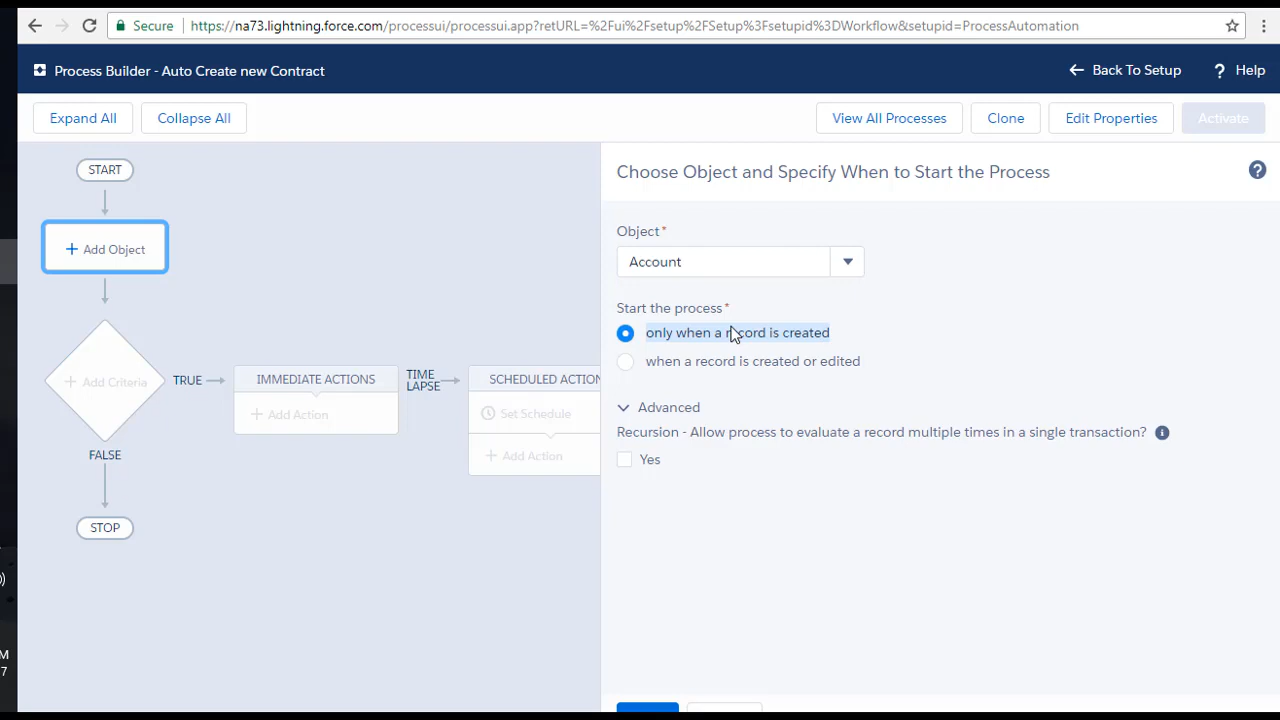 Secure https://na73.lightning.force.com/processui/processui.app?retURL=%2Fui%2Fsetup%2FSetup%3Fsetupid%3DWorkflow&setupid=ProcessAutomation
Process Builder - Auto Create new Contract
Back To Setup
? Help
Expand All
Collapse All
View All Processes
Clone
Edit Properties
Activate
START
+ Add Object
+ Add Criteria
TRUE
IMMEDIATE ACTIONS
+ Add Action
TIME
LAPSE
SCHEDULED ACTION
Set Schedule
+ Add Action
FALSE
STOP
Choose Object and Specify When to Start the Process
?
Object*
Account
Start the process*
only when a record is created
when a record is created or edited
Advanced
Recursion - Allow process to evaluate a record multiple times in a single transaction? i
Yes
M
7